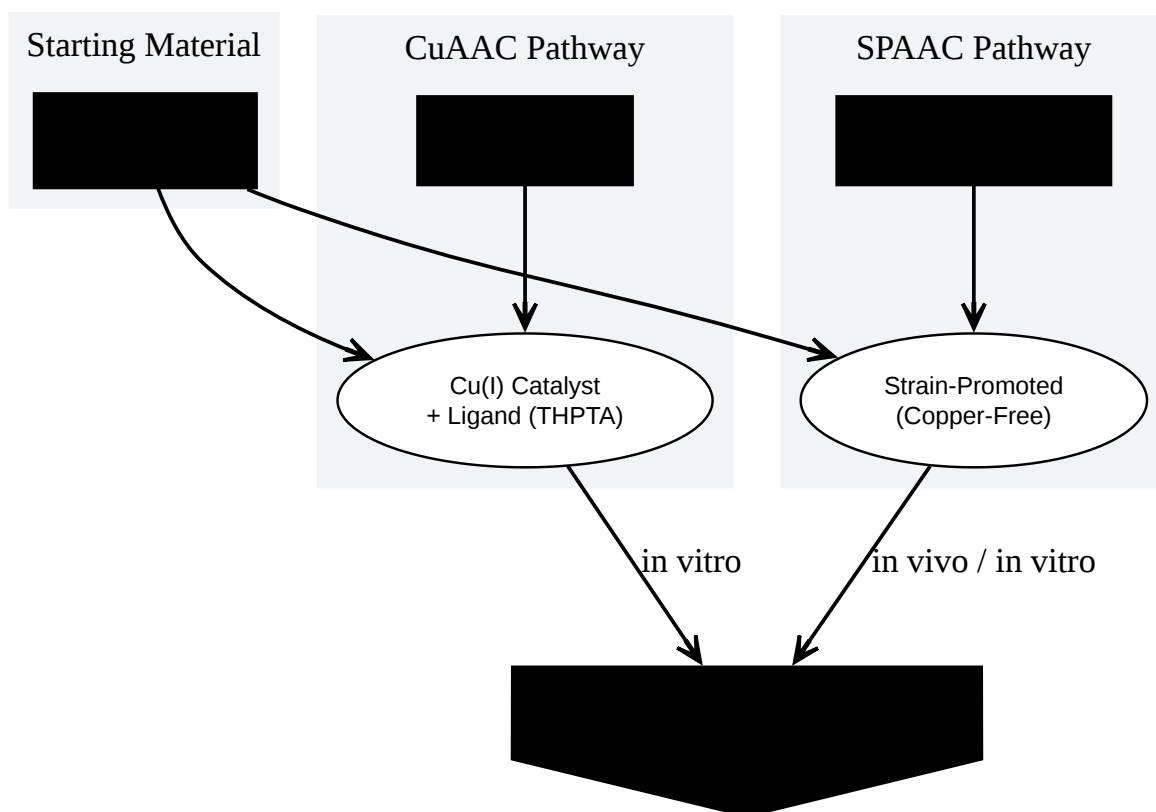 Starting Material
CuAAC Pathway
SPAAC Pathway
Cu(I) Catalyst
+ Ligand (THPTA)
Strain-Promoted
(Copper-Free)
in vitro
in vivo / in vitro